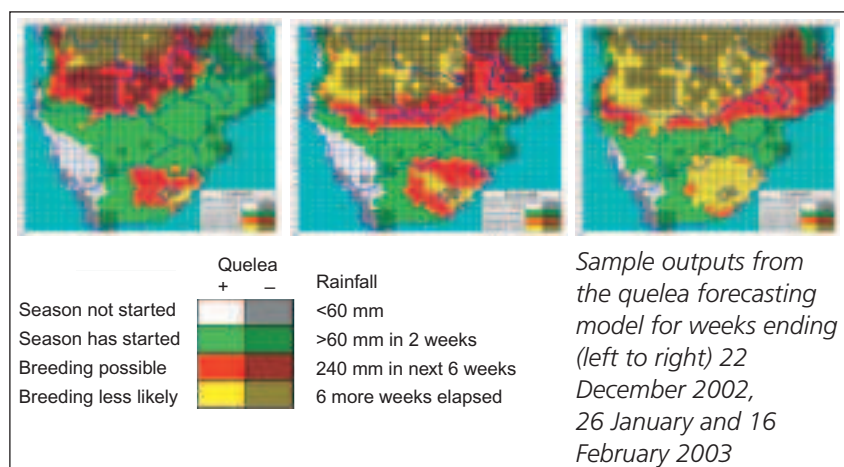 Quelea
+ –
Rainfall
Season not started
<60 mm
Season has started
>60 mm in 2 weeks
Breeding possible
240 mm in next 6 weeks
Breeding less likely
6 more weeks elapsed
Sample outputs from
the quelea forecasting
model for weeks ending
(left to right) 22
December 2002,
26 January and 16
February 2003